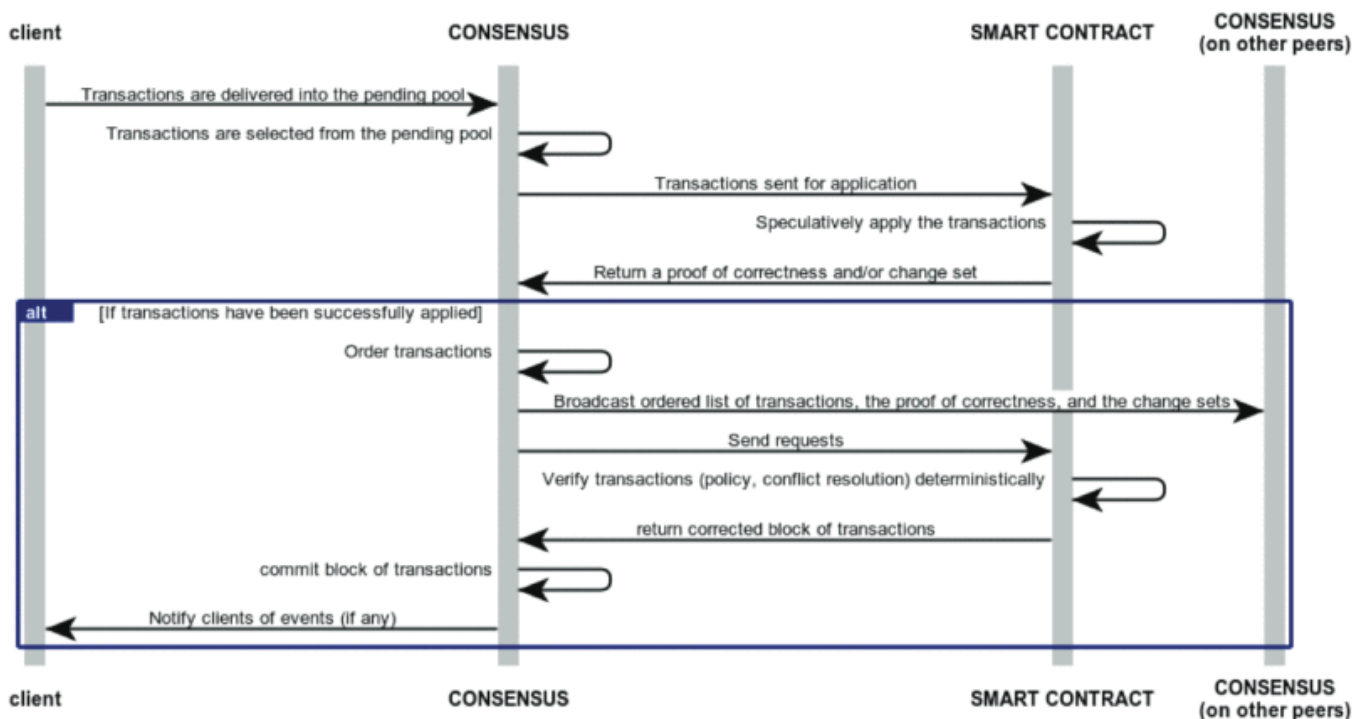 client
CONSENSUS
SMART CONTRACT
CONSENSUS
(on other peers)
Transactions are delivered into the pending pool
Transactions are selected from the pending pool
Transactions sent for application
Speculatively apply the transactions
Return a proof of correctness and/or change set
alt
[If transactions have been successfully applied]
Order transactions
Broadcast ordered list of transactions, the proof of correctness, and the change sets
Send requests
Verify transactions (policy, conflict resolution) deterministically
return corrected block of transactions
commit block of transactions
Notify clients of events (if any)
client
CONSENSUS
SMART CONTRACT
CONSENSUS
(on other peers)